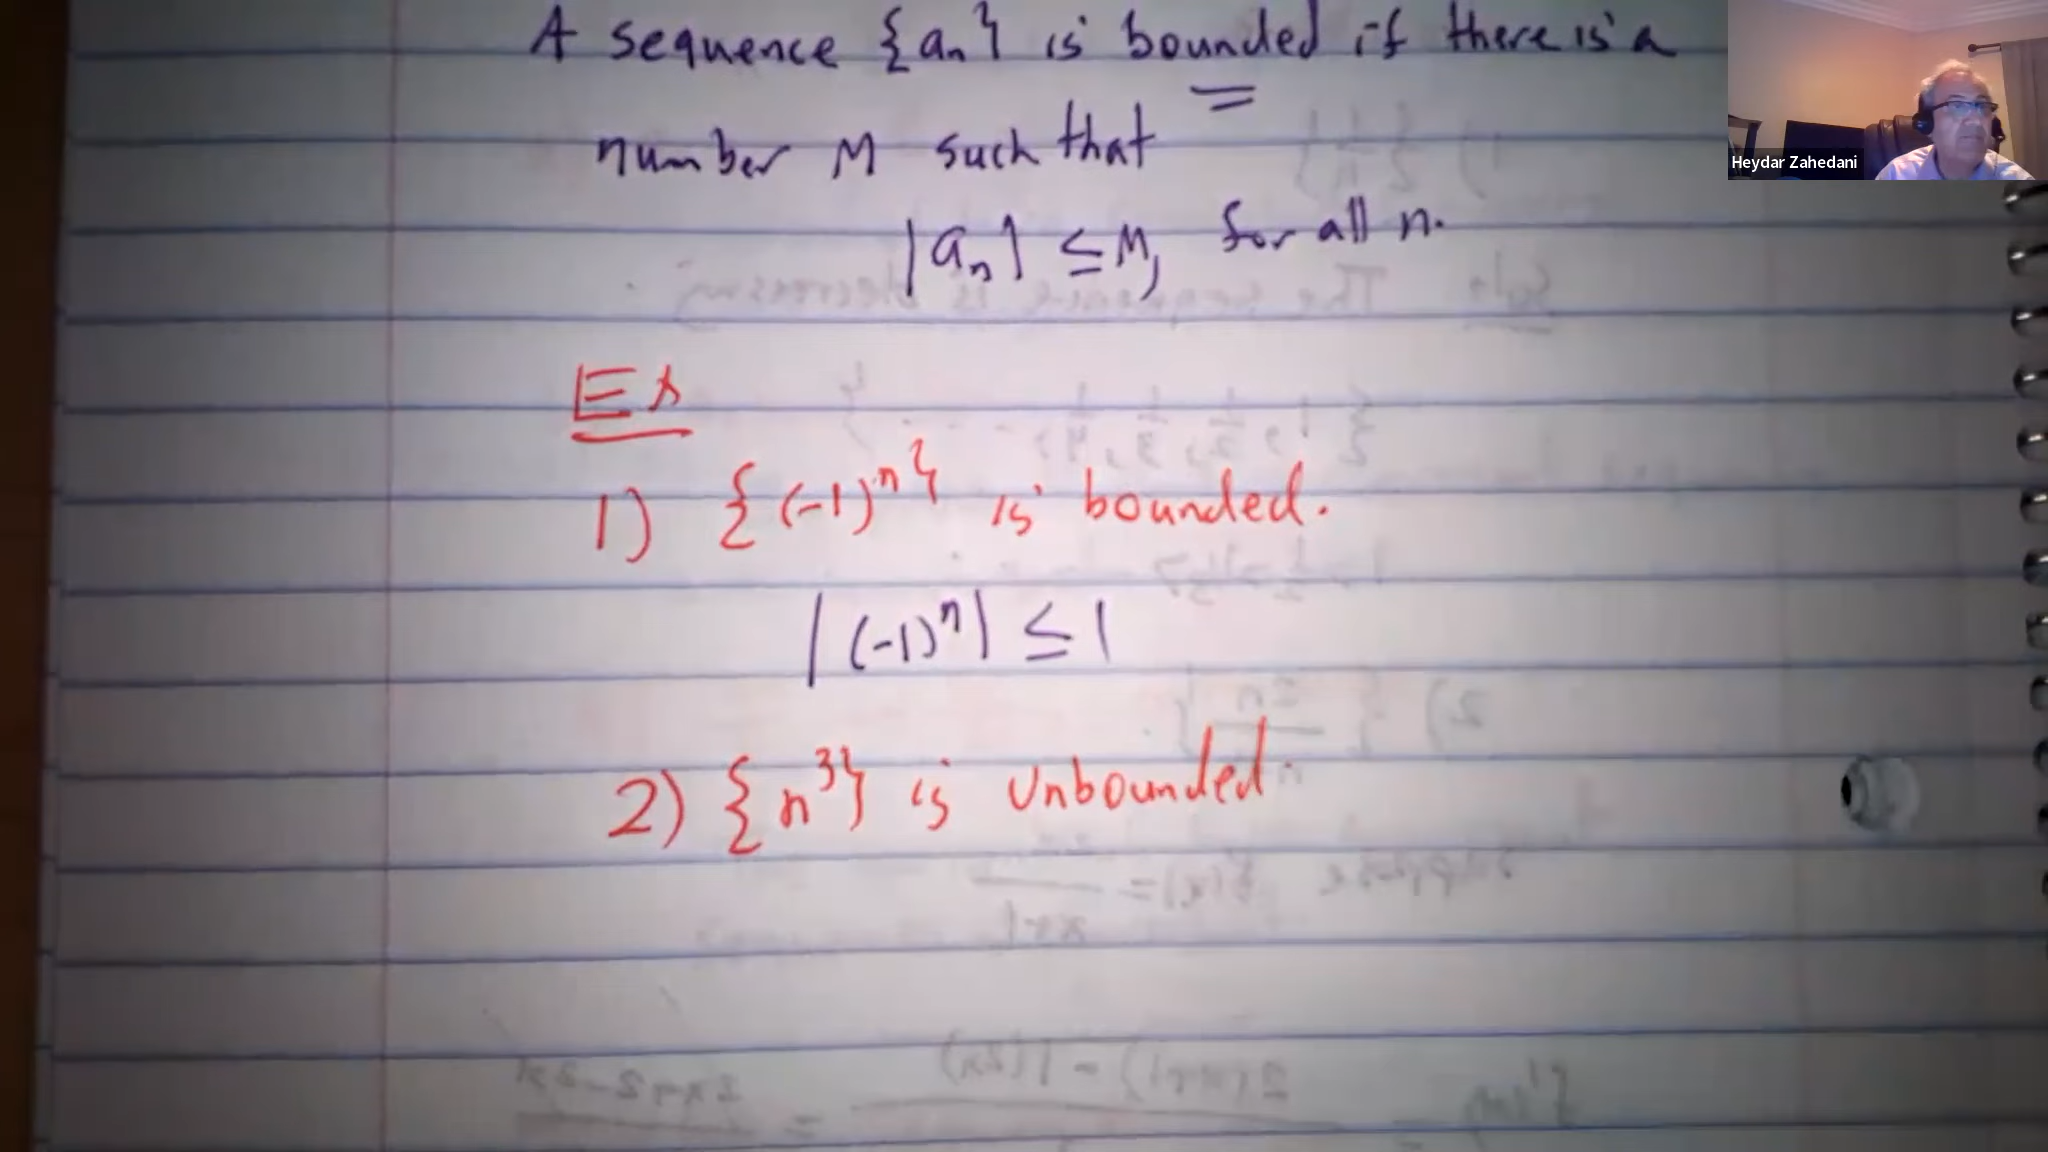 A sequence {aₙ} is bounded if there is a
number M such that
|aₙ| ≤ M, for all n.
Ex
1) {(-1)ⁿ} is bounded.
|(-1)ⁿ| ≤ 1
2) {n³} is Unbounded.
Heydar Zahedani